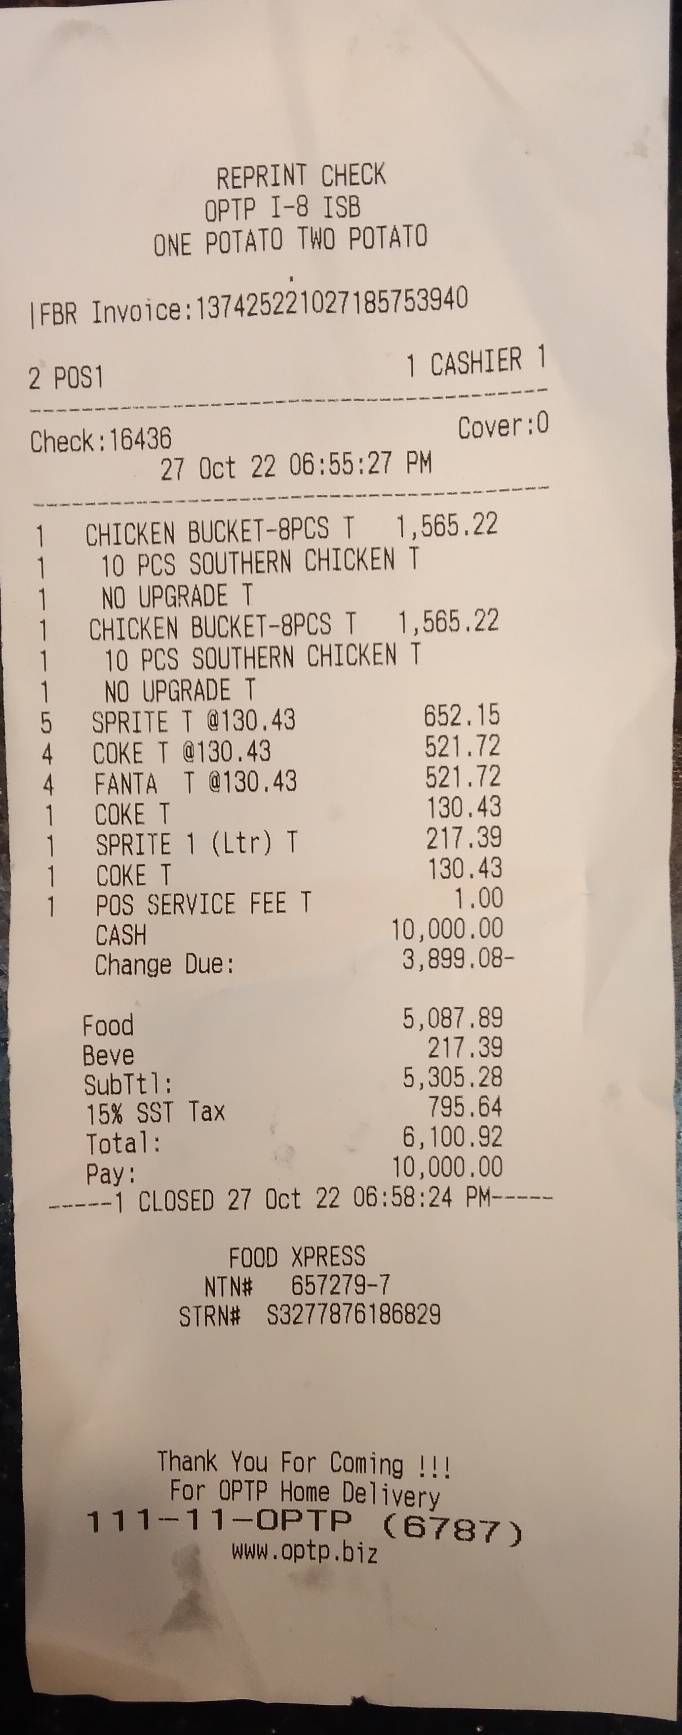 REPRINT CHECK
OPTP I-8 ISB
ONE POTATO TWO POTATO
.
|FBR Invoice:137425221027185753940
2 POS1 1 CASHIER 1
Check:16436 Cover:0
27 Oct 22 06:55:27 PM
1 CHICKEN BUCKET-8PCS T 1,565.22
1 10 PCS SOUTHERN CHICKEN T
1 NO UPGRADE T
1 CHICKEN BUCKET-8PCS T 1,565.22
1 10 PCS SOUTHERN CHICKEN T
1 NO UPGRADE T
5 SPRITE T @130.43 652.15
4 COKE T @130.43 521.72
4 FANTA T @130.43 521.72
1 COKE T 130.43
1 SPRITE 1 (Ltr) T 217.39
1 COKE T 130.43
1 POS SERVICE FEE T 1.00
CASH 10,000.00
Change Due: 3,899.08-
Food 5,087.89
Beve 217.39
SubTtl: 5,305.28
15% SST Tax 795.64
Total: 6,100.92
Pay: 10,000.00
-----1 CLOSED 27 Oct 22 06:58:24 PM-----
FOOD XPRESS
NTN# 657279-7
STRN# S3277876186829
Thank You For Coming !!!
For OPTP Home Delivery
111-11-OPTP (6787)
www.optp.biz